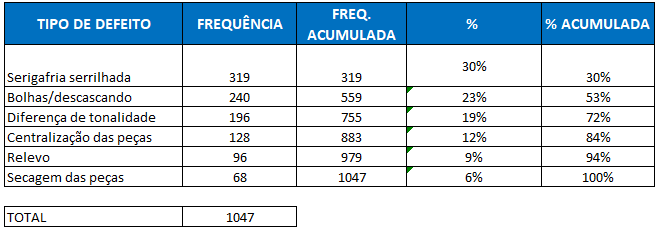 TIPO DE DEFEITO FREQUÊNCIA FREQ. ACUMULADA % % ACUMULADA
Serigafria serrilhada 319 319 30% 30%
Bolhas/descascando 240 559 23% 53%
Diferença de tonalidade 196 755 19% 72%
Centralização das peças 128 883 12% 84%
Relevo 96 979 9% 94%
Secagem das peças 68 1047 6% 100%
TOTAL 1047